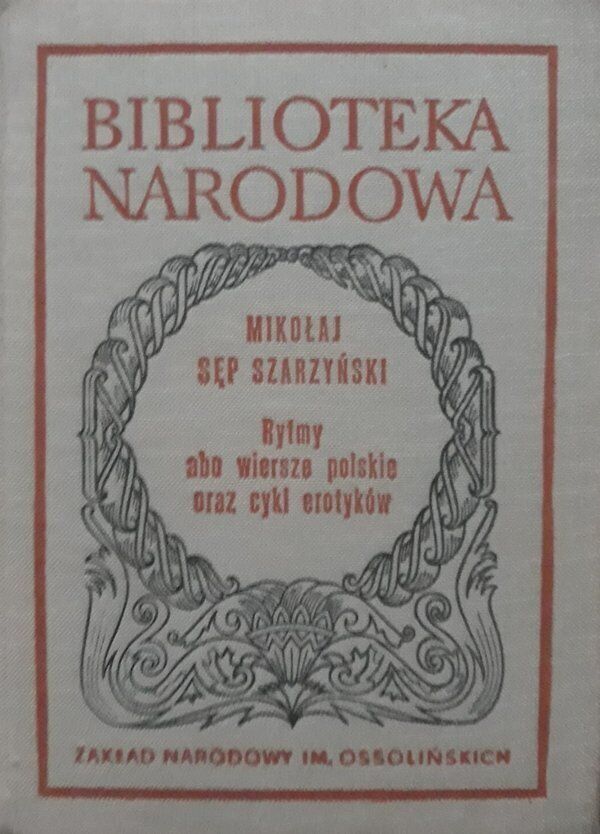 BIBLIOTEKA
NARODOWA
MIKOŁAJ
SĘP SZARZYŃSKI
Rytmy
abo wiersze polskie
oraz cykl erotyków
ZAKŁAD NARODOWY IM. OSSOLIŃSKICH